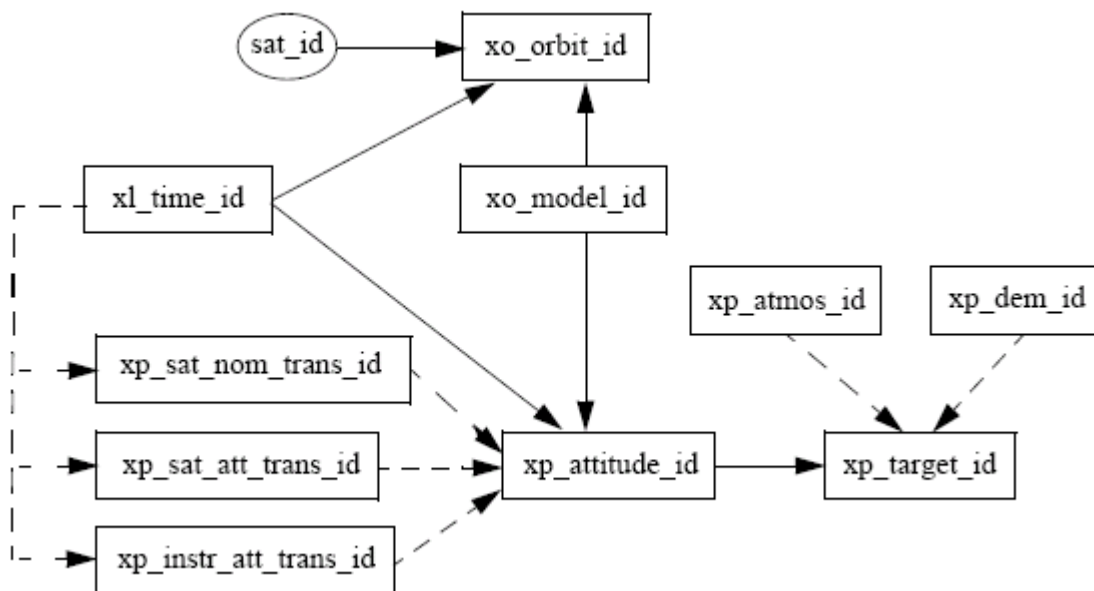 sat_id
xo_orbit_id
xl_time_id
xo_model_id
xp_atmos_id
xp_dem_id
xp_sat_nom_trans_id
xp_sat_att_trans_id
xp_attitude_id
xp_target_id
xp_instr_att_trans_id